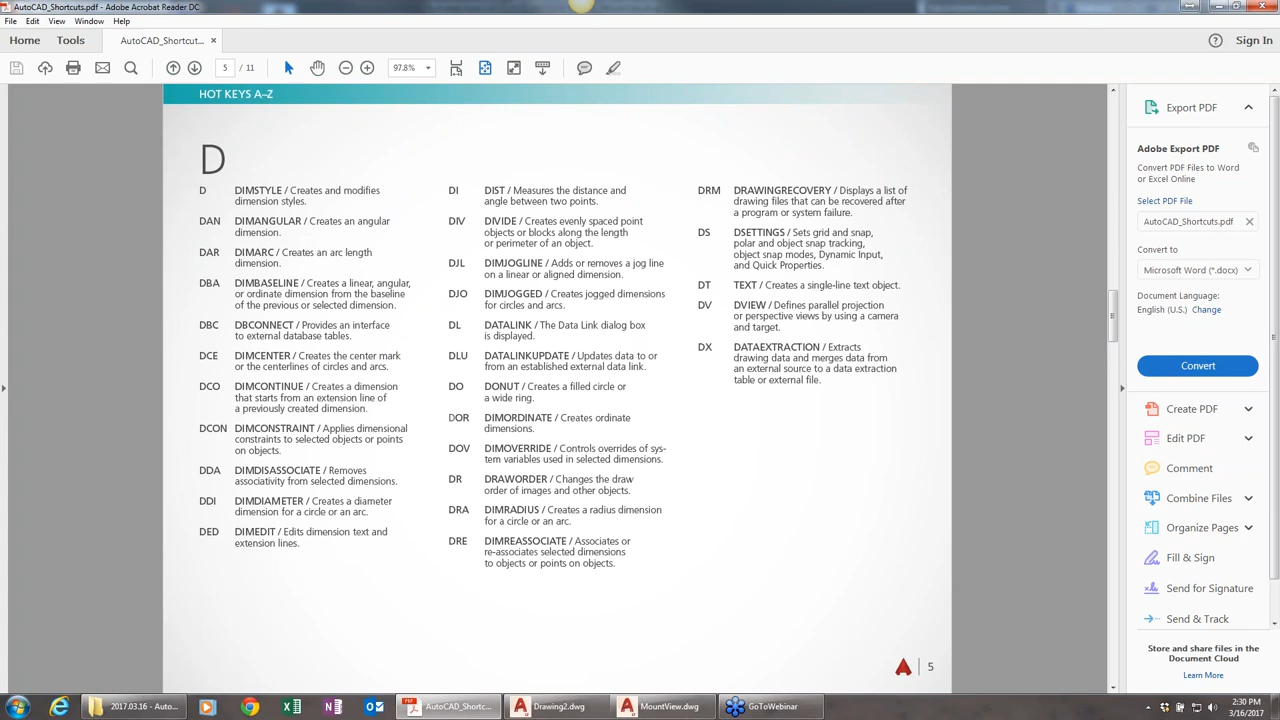 AutoCAD_Shortcuts.pdf - Adobe Acrobat Reader DC
File Edit View Window Help
Home Tools AutoCAD_Shortcut... × Sign In
5 / 11 97.8%
HOT KEYS A–Z
D
D DIMSTYLE / Creates and modifies
dimension styles.
DAN DIMANGULAR / Creates an angular
dimension.
DAR DIMARC / Creates an arc length
dimension.
DBA DIMBASELINE / Creates a linear, angular,
or ordinate dimension from the baseline
of the previous or selected dimension.
DBC DBCONNECT / Provides an interface
to external database tables.
DCE DIMCENTER / Creates the center mark
or the centerlines of circles and arcs.
DCO DIMCONTINUE / Creates a dimension
that starts from an extension line of
a previously created dimension.
DCON DIMCONSTRAINT / Applies dimensional
constraints to selected objects or points
on objects.
DDA DIMDISASSOCIATE / Removes
associativity from selected dimensions.
DDI DIMDIAMETER / Creates a diameter
dimension for a circle or an arc.
DED DIMEDIT / Edits dimension text and
extension lines.
DI DIST / Measures the distance and
angle between two points.
DIV DIVIDE / Creates evenly spaced point
objects or blocks along the length
or perimeter of an object.
DJL DIMJOGLINE / Adds or removes a jog line
on a linear or aligned dimension.
DJO DIMJOGGED / Creates jogged dimensions
for circles and arcs.
DL DATALINK / The Data Link dialog box
is displayed.
DLU DATALINKUPDATE / Updates data to or
from an established external data link.
DO DONUT / Creates a filled circle or
a wide ring.
DOR DIMORDINATE / Creates ordinate
dimensions.
DOV DIMOVERRIDE / Controls overrides of sys-
tem variables used in selected dimensions.
DR DRAWORDER / Changes the draw
order of images and other objects.
DRA DIMRADIUS / Creates a radius dimension
for a circle or an arc.
DRE DIMREASSOCIATE / Associates or
re-associates selected dimensions
to objects or points on objects.
DRM DRAWINGRECOVERY / Displays a list of
drawing files that can be recovered after
a program or system failure.
DS DSETTINGS / Sets grid and snap,
polar and object snap tracking,
object snap modes, Dynamic Input,
and Quick Properties.
DT TEXT / Creates a single-line text object.
DV DVIEW / Defines parallel projection
or perspective views by using a camera
and target.
DX DATAEXTRACTION / Extracts
drawing data and merges data from
an external source to a data extraction
table or external file.
5
Export PDF
Adobe Export PDF
Convert PDF Files to Word
or Excel Online
Select PDF File
AutoCAD_Shortcuts.pdf ×
Convert to
Microsoft Word (*.docx)
Document Language:
English (U.S.) Change
Convert
Create PDF
Edit PDF
Comment
Combine Files
Organize Pages
Fill & Sign
Send for Signature
Send & Track
Store and share files in the
Document Cloud
Learn More
2017.03.16 - Auto... AutoCAD_Shortc... Drawing2.dwg MountView.dwg GoToWebinar
2:30 PM
3/16/2017